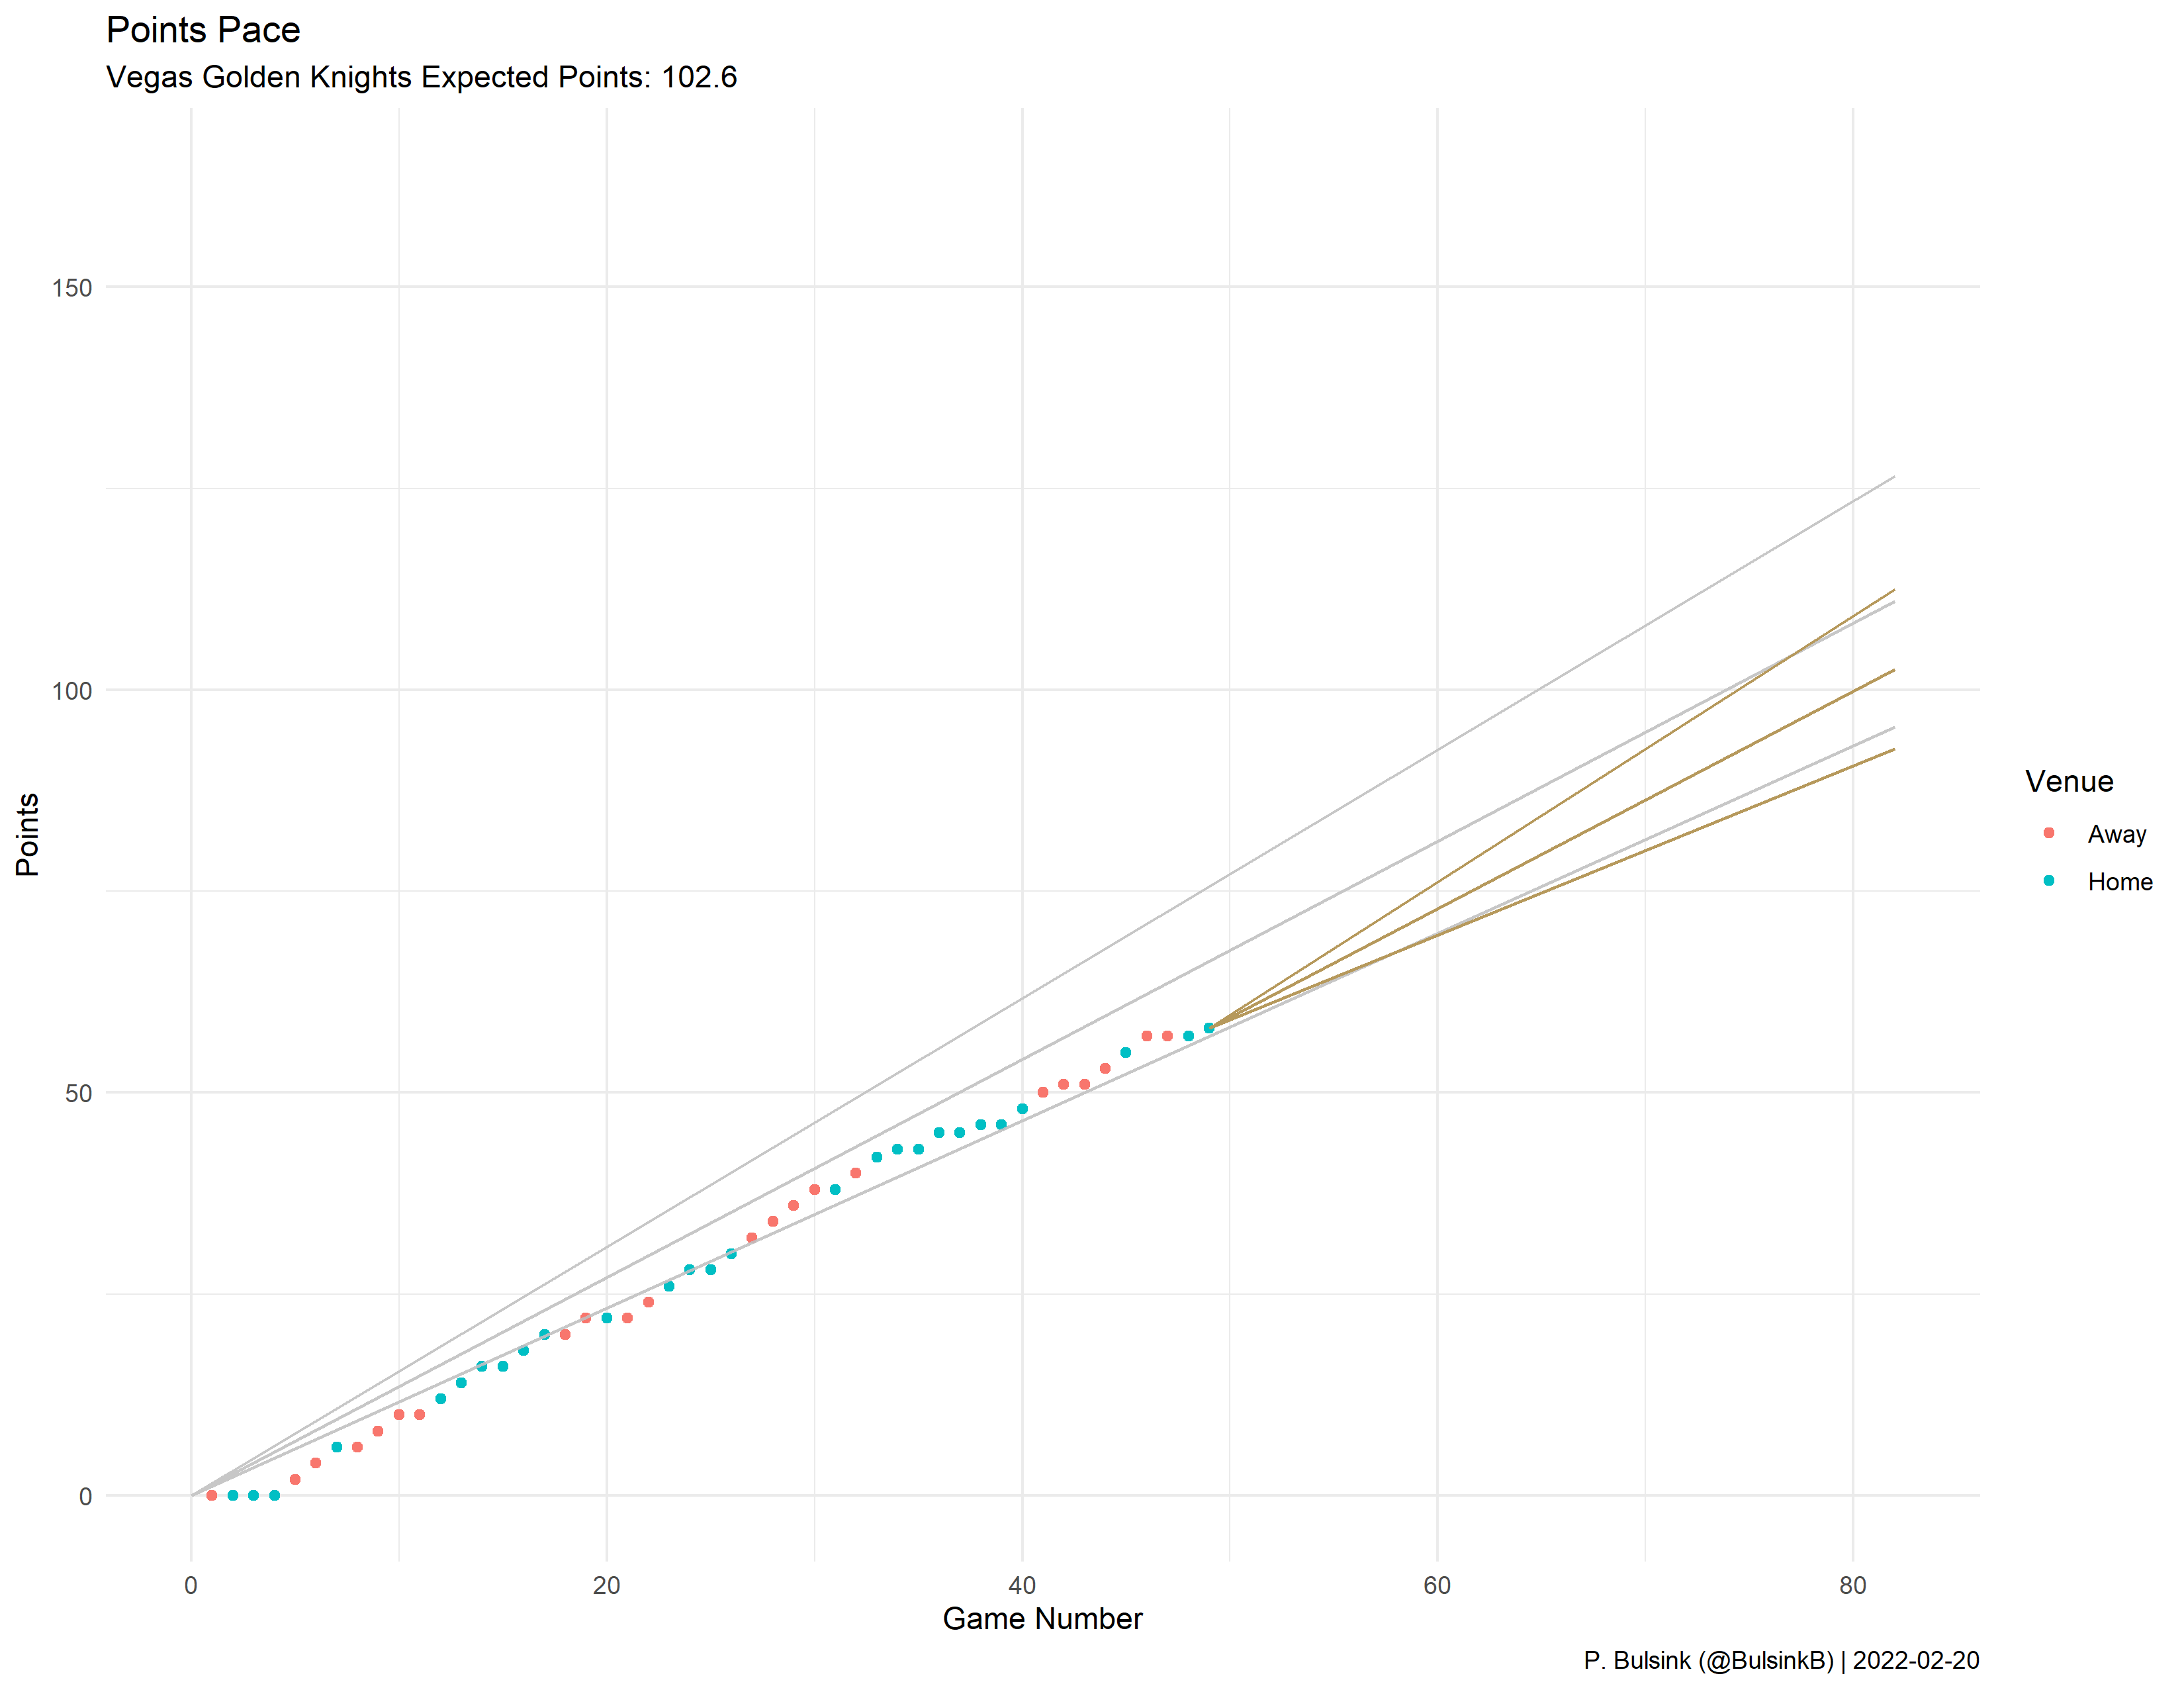 Points Pace
Vegas Golden Knights Expected Points: 102.6
150
100
50
0
Points
0 20 40 60 80
Game Number
Venue
Away
Home
P. Bulsink (@BulsinkB) | 2022-02-20